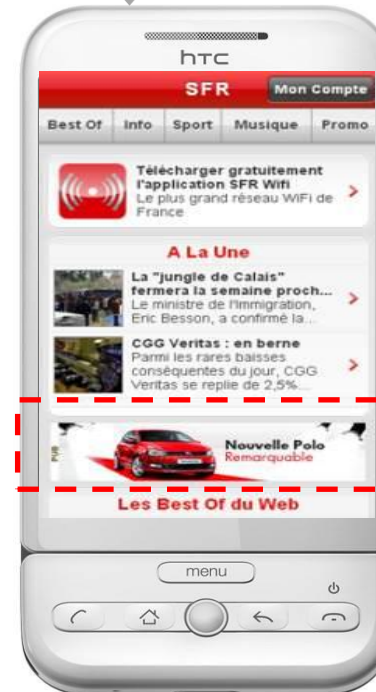 htc
SFR
Mon Compte
Best Of Info Sport Musique Promo
Télécharger gratuitement
l'application SFR Wifi
Le plus grand réseau WiFi de
France
A La Une
La "jungle de Calais"
fermera la semaine proch...
Le ministre de l'Immigration,
Eric Besson, a confirmé la...
CGG Veritas : en berne
Parmi les rares baisses
conséquentes du jour, CGG
Veritas se replie de 2,5%...
PUB
Nouvelle Polo
Remarquable
Les Best Of du Web
menu